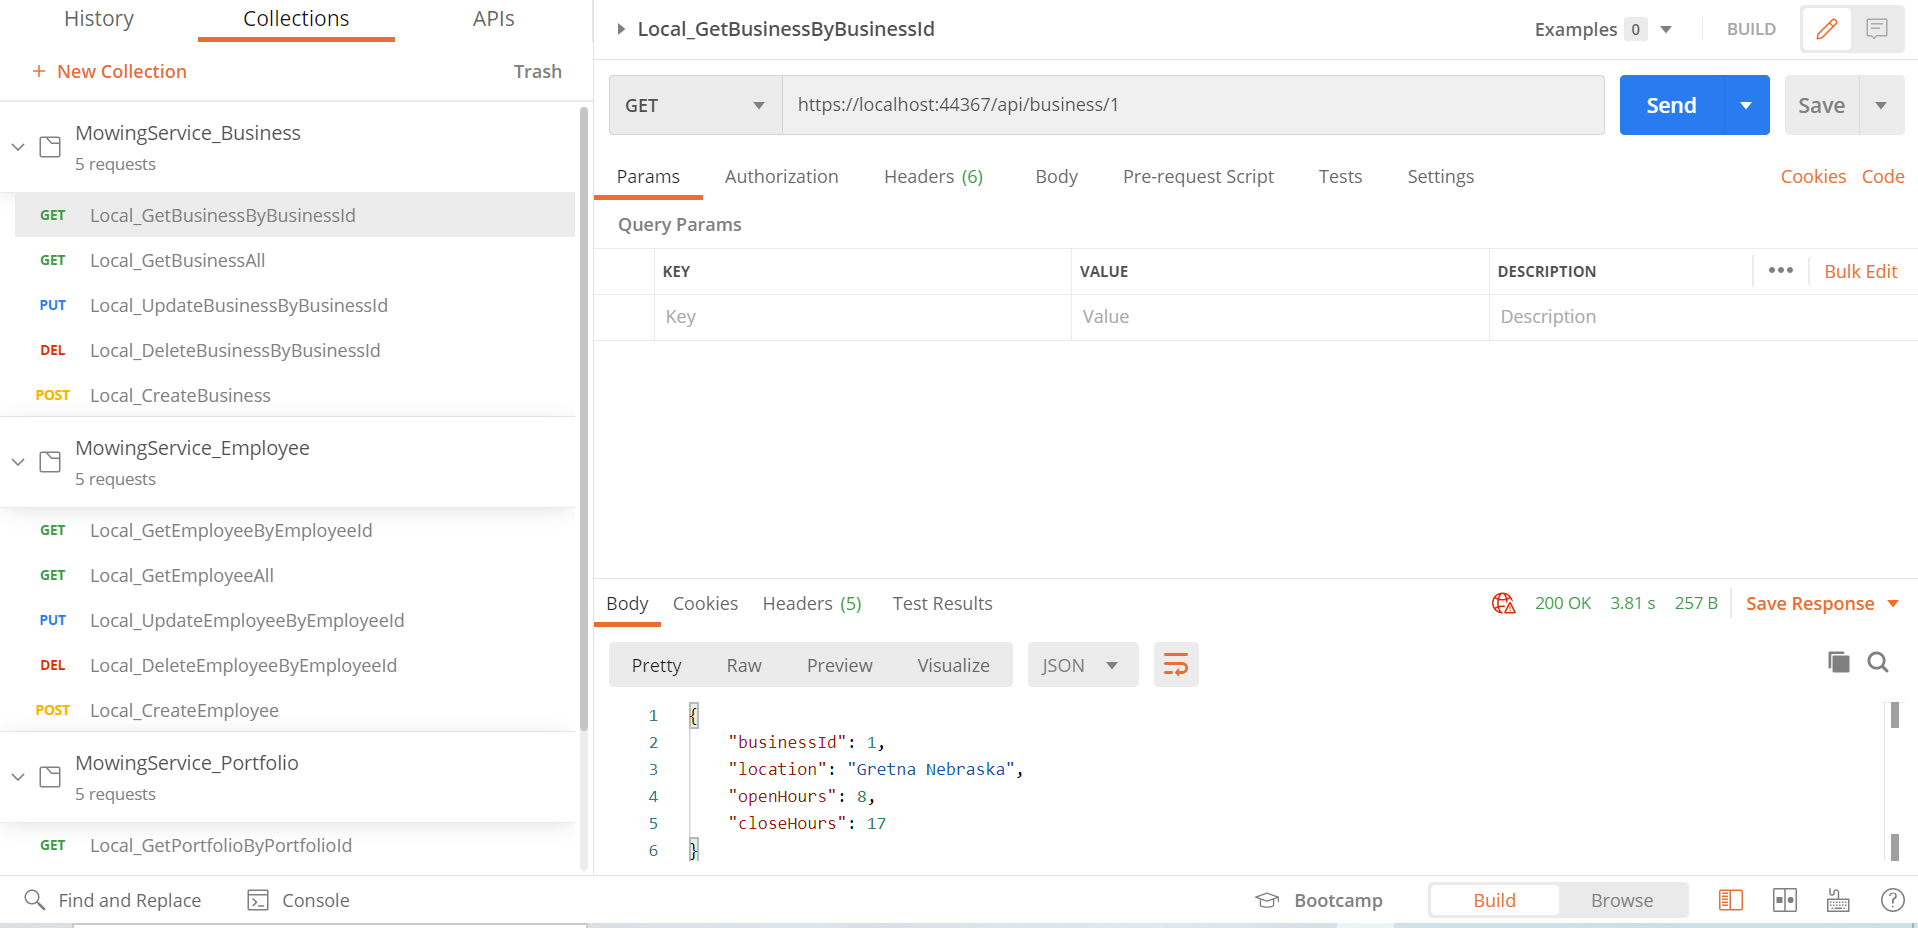 History Collections APIs
+ New Collection Trash
MowingService_Business
5 requests
GET Local_GetBusinessByBusinessId
GET Local_GetBusinessAll
PUT Local_UpdateBusinessByBusinessId
DEL Local_DeleteBusinessByBusinessId
POST Local_CreateBusiness
MowingService_Employee
5 requests
GET Local_GetEmployeeByEmployeeId
GET Local_GetEmployeeAll
PUT Local_UpdateEmployeeByEmployeeId
DEL Local_DeleteEmployeeByEmployeeId
POST Local_CreateEmployee
MowingService_Portfolio
5 requests
GET Local_GetPortfolioByPortfolioId
Local_GetBusinessByBusinessId Examples 0 BUILD
GET https://localhost:44367/api/business/1 Send Save
Params Authorization Headers (6) Body Pre-request Script Tests Settings Cookies Code
Query Params
KEY VALUE DESCRIPTION ••• Bulk Edit
Key Value Description
Body Cookies Headers (5) Test Results 200 OK 3.81 s 257 B Save Response
Pretty Raw Preview Visualize JSON
1 {
2 "businessId": 1,
3 "location": "Gretna Nebraska",
4 "openHours": 8,
5 "closeHours": 17
6 }
Find and Replace Console Bootcamp Build Browse